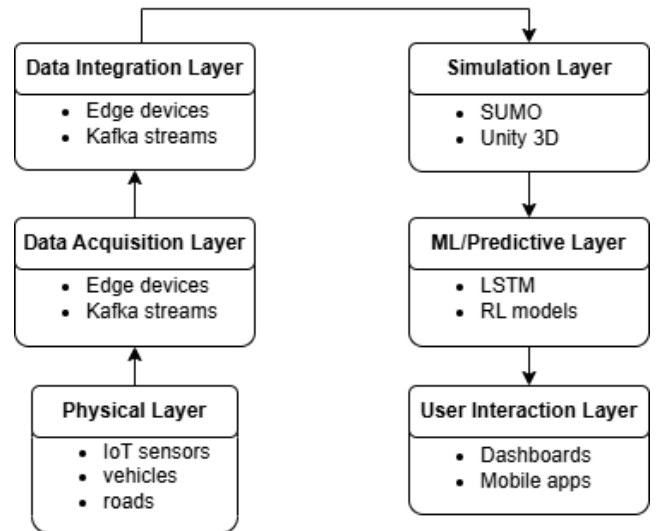 Data Integration Layer
• Edge devices
• Kafka streams
Simulation Layer
• SUMO
• Unity 3D
Data Acquisition Layer
• Edge devices
• Kafka streams
ML/Predictive Layer
• LSTM
• RL models
Physical Layer
• IoT sensors
• vehicles
• roads
User Interaction Layer
• Dashboards
• Mobile apps